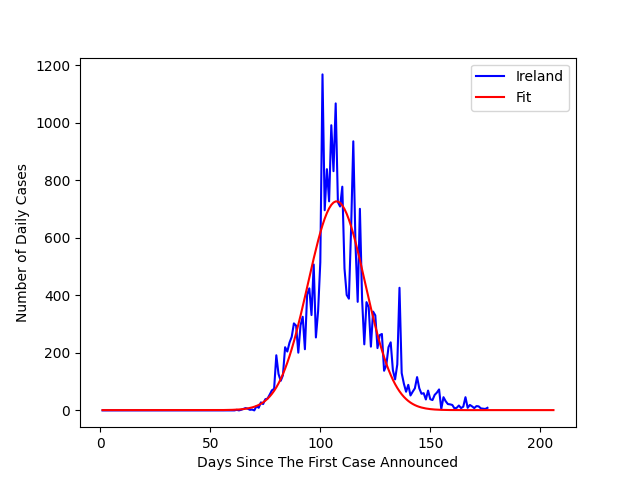 Ireland
Fit
1200
1000
800
600
400
200
0
Number of Daily Cases
0 50 100 150 200
Days Since The First Case Announced